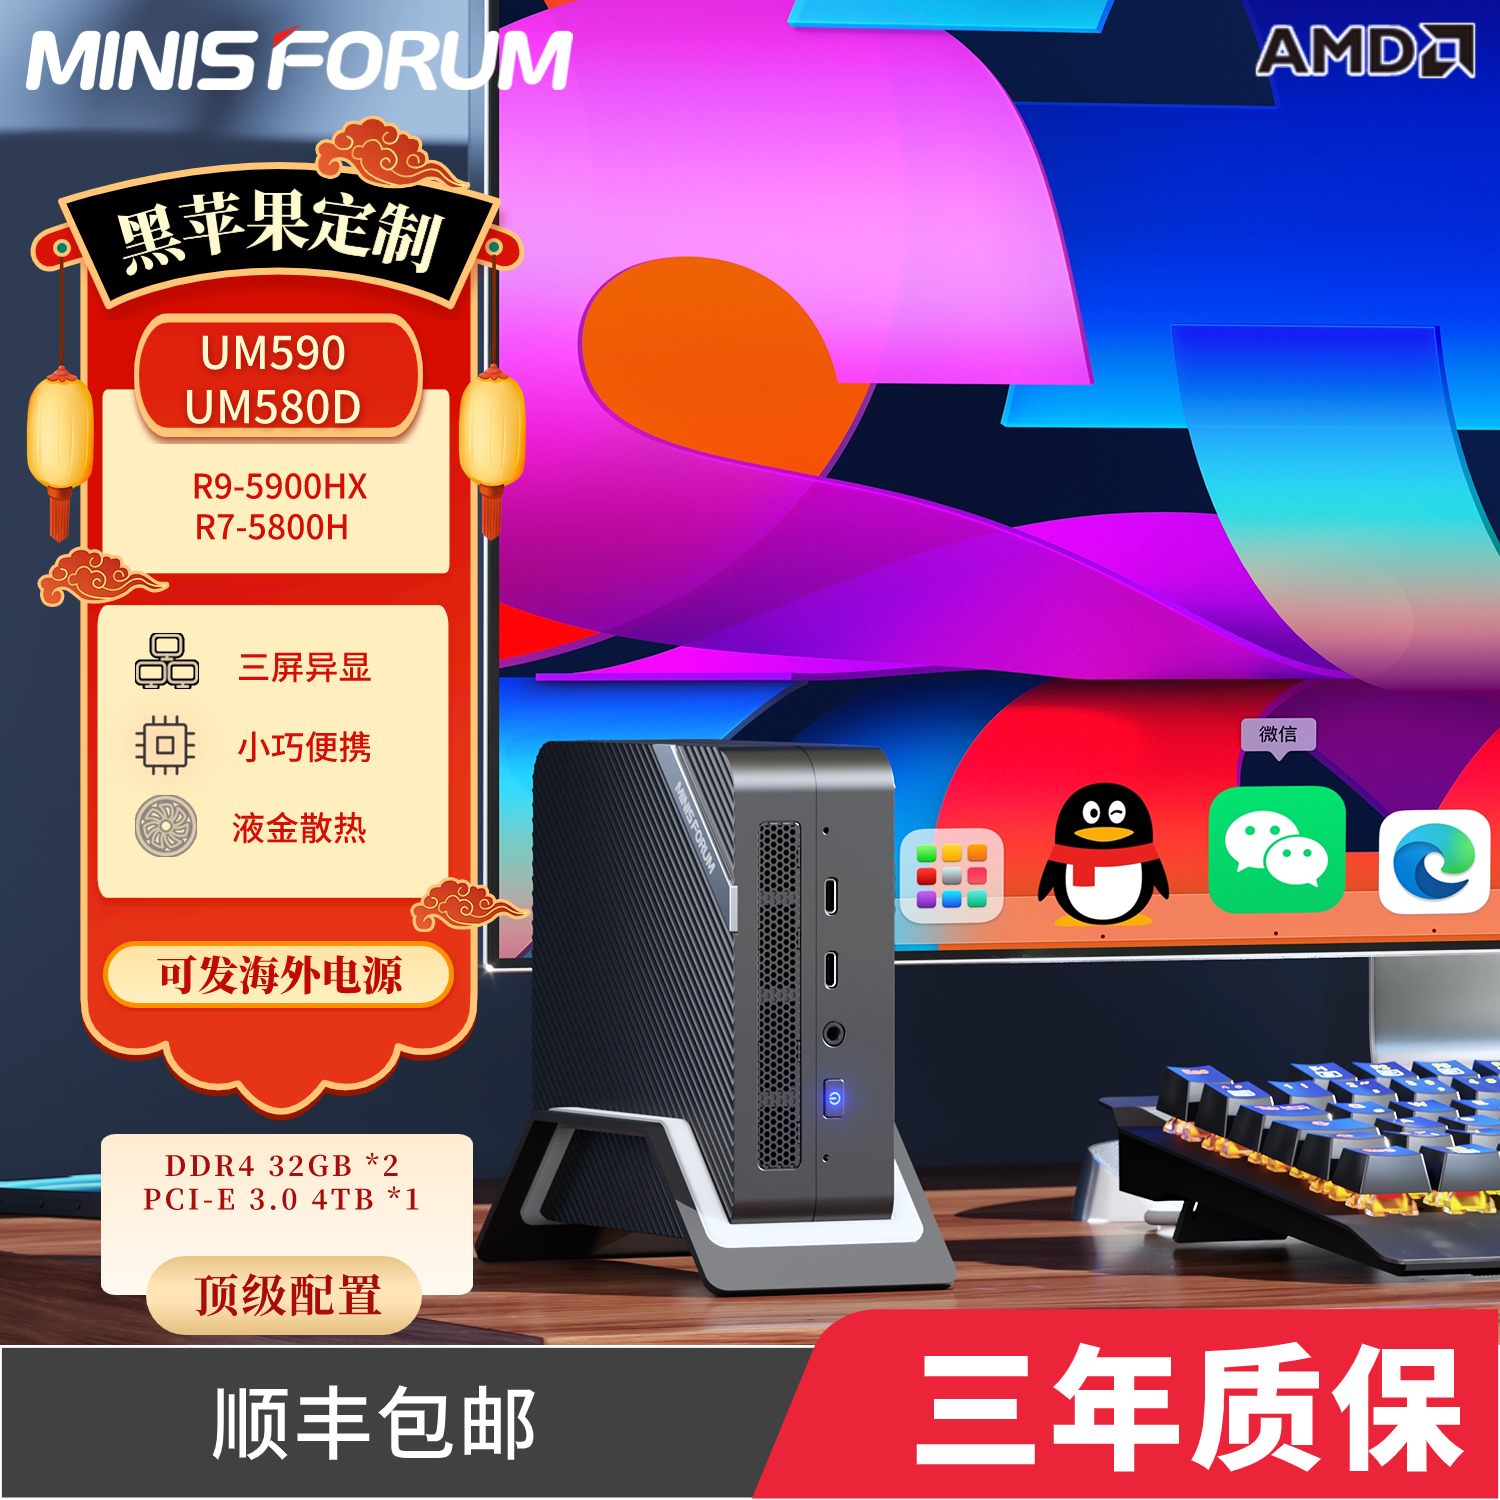 MINISFORUM
AMD
黑苹果定制
UM590
UM580D
R9-5900HX
R7-5800H
三屏异显
小巧便携
液金散热
可发海外电源
DDR4 32GB *2
PCI-E 3.0 4TB *1
顶级配置
MINISFORUM
微信
顺丰包邮
三年质保